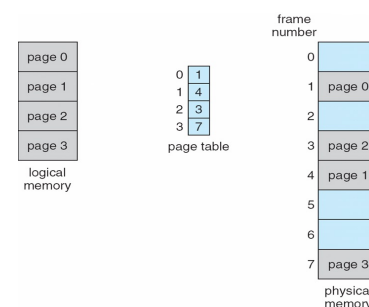 frame
number
page 0
page 1
page 2
page 3
logical
memory
0 1
1 4
2 3
3 7
page table
0
1 page 0
2
3 page 2
4 page 1
5
6
7 page 3
physica
memory